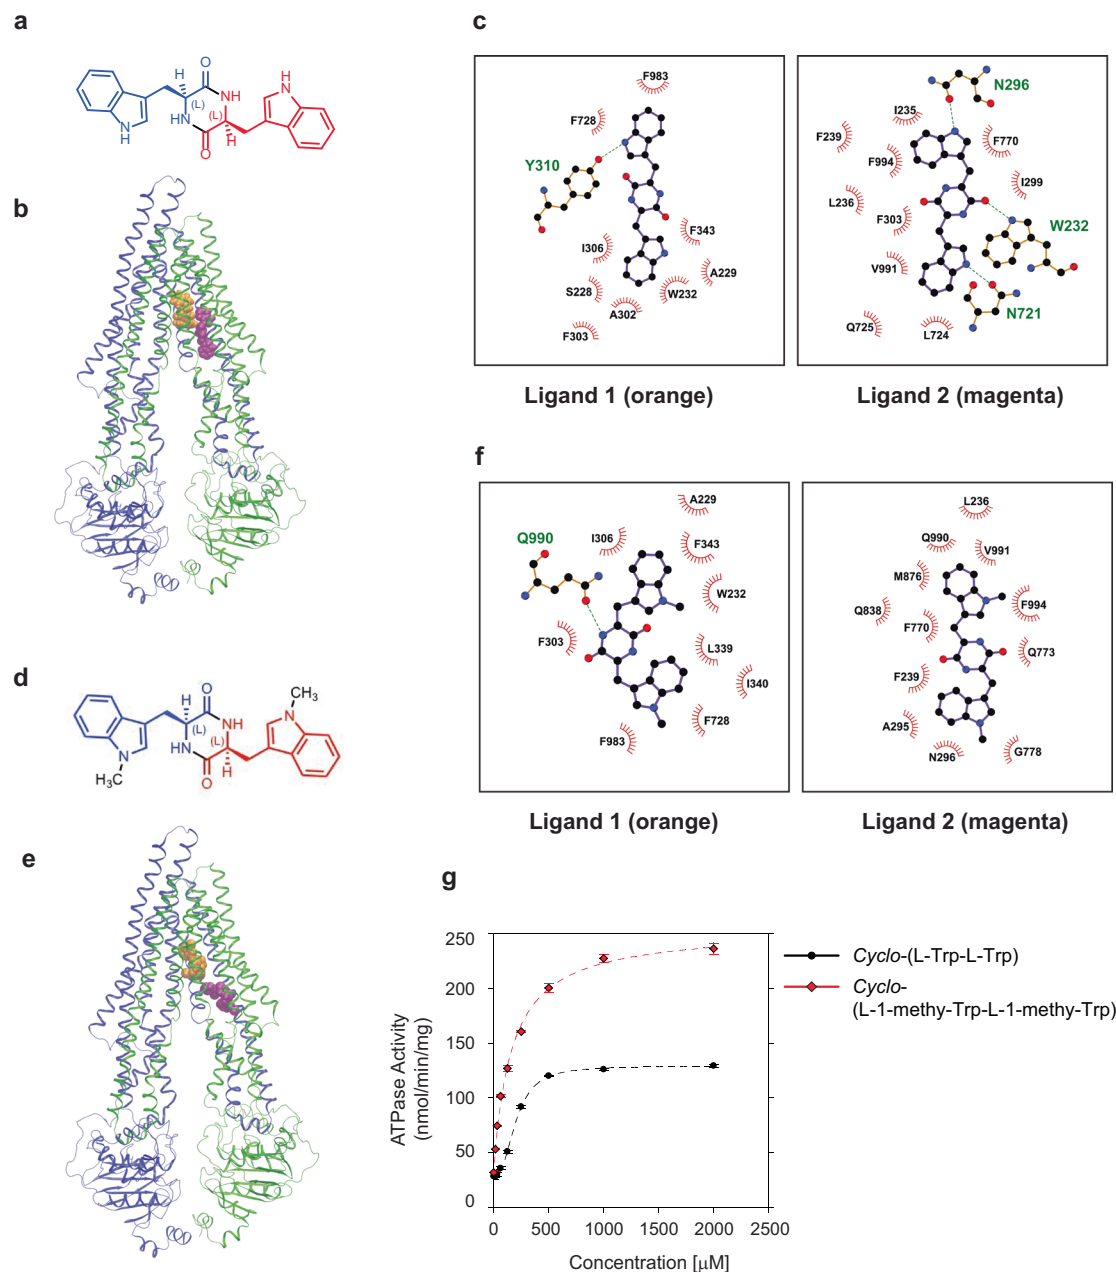 a
H
O
NH
(L)
(L)
HN
H
O
N
H
H
N
b
c
F983
F728
Y310
I306
F343
A229
S228
W232
A302
F303
Ligand 1 (orange)
N296
I235
F239
F770
F994
I299
L236
F303
W232
V991
N721
Q725
L724
Ligand 2 (magenta)
d
CH₃
H
O
N
NH
(L)
(L)
HN
N
H
O
H₃C
e
f
A229
Q990
I306
F343
W232
F303
L339
I340
F728
F983
Ligand 1 (orange)
L236
Q990
V991
M876
Q838
F994
F770
Q773
F239
A295
N296
G778
Ligand 2 (magenta)
g
250
200
150
100
50
0
ATPase Activity
(nmol/min/mg)
0 500 1000 1500 2000 2500
Concentration [μM]
Cyclo-(L-Trp-L-Trp)
Cyclo-
(L-1-methy-Trp-L-1-methy-Trp)